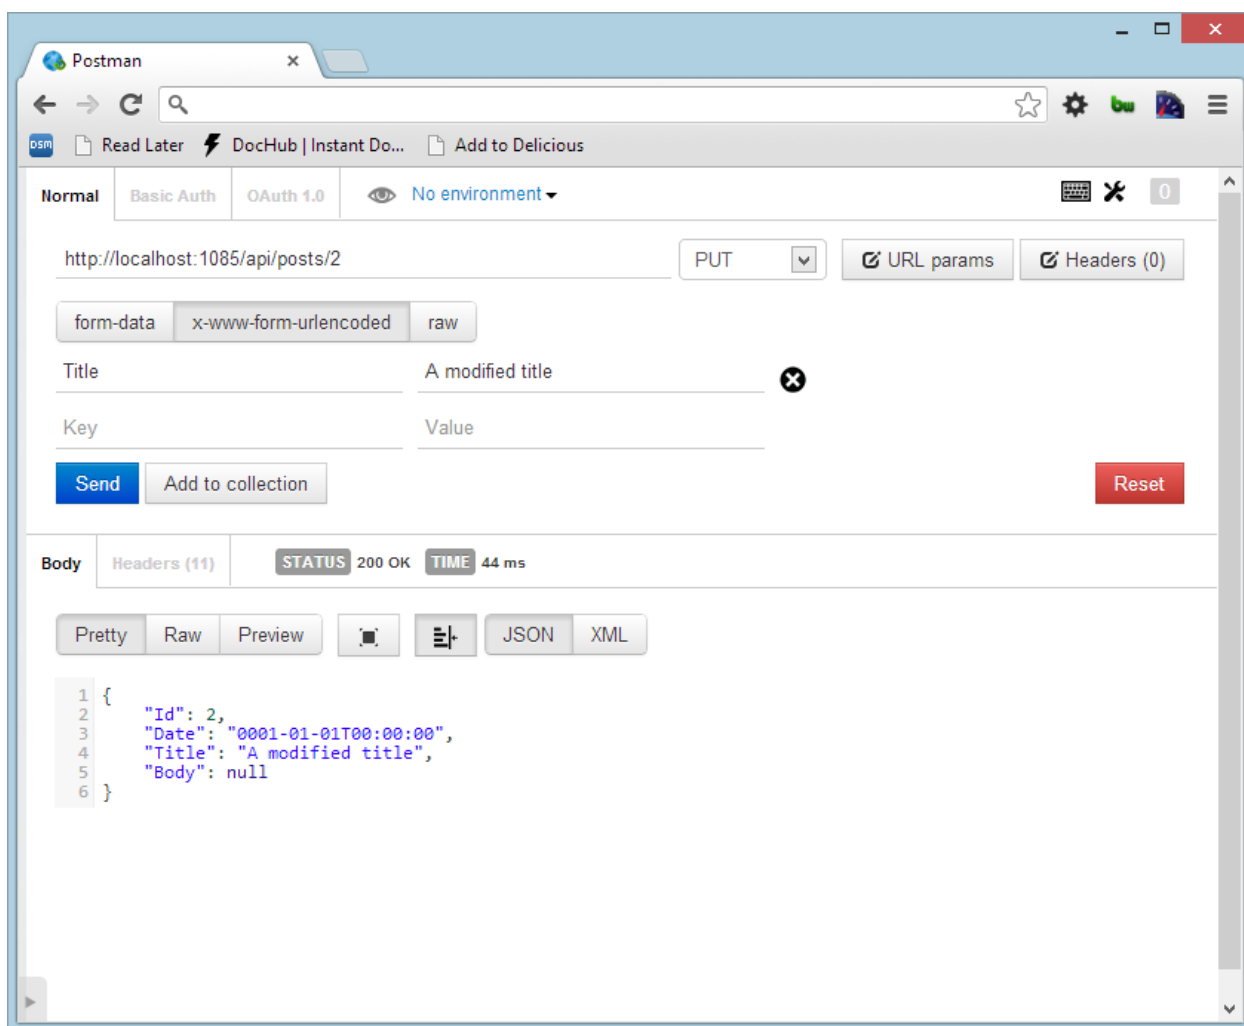 Postman
DSM Read Later DocHub | Instant Do... Add to Delicious
bw
Normal Basic Auth OAuth 1.0 No environment 0
http://localhost:1085/api/posts/2 PUT URL params Headers (0)
form-data x-www-form-urlencoded raw
Title A modified title
Key Value
Send Add to collection Reset
Body Headers (11) STATUS 200 OK TIME 44 ms
Pretty Raw Preview JSON XML
1 {
2 "Id": 2,
3 "Date": "0001-01-01T00:00:00",
4 "Title": "A modified title",
5 "Body": null
6 }